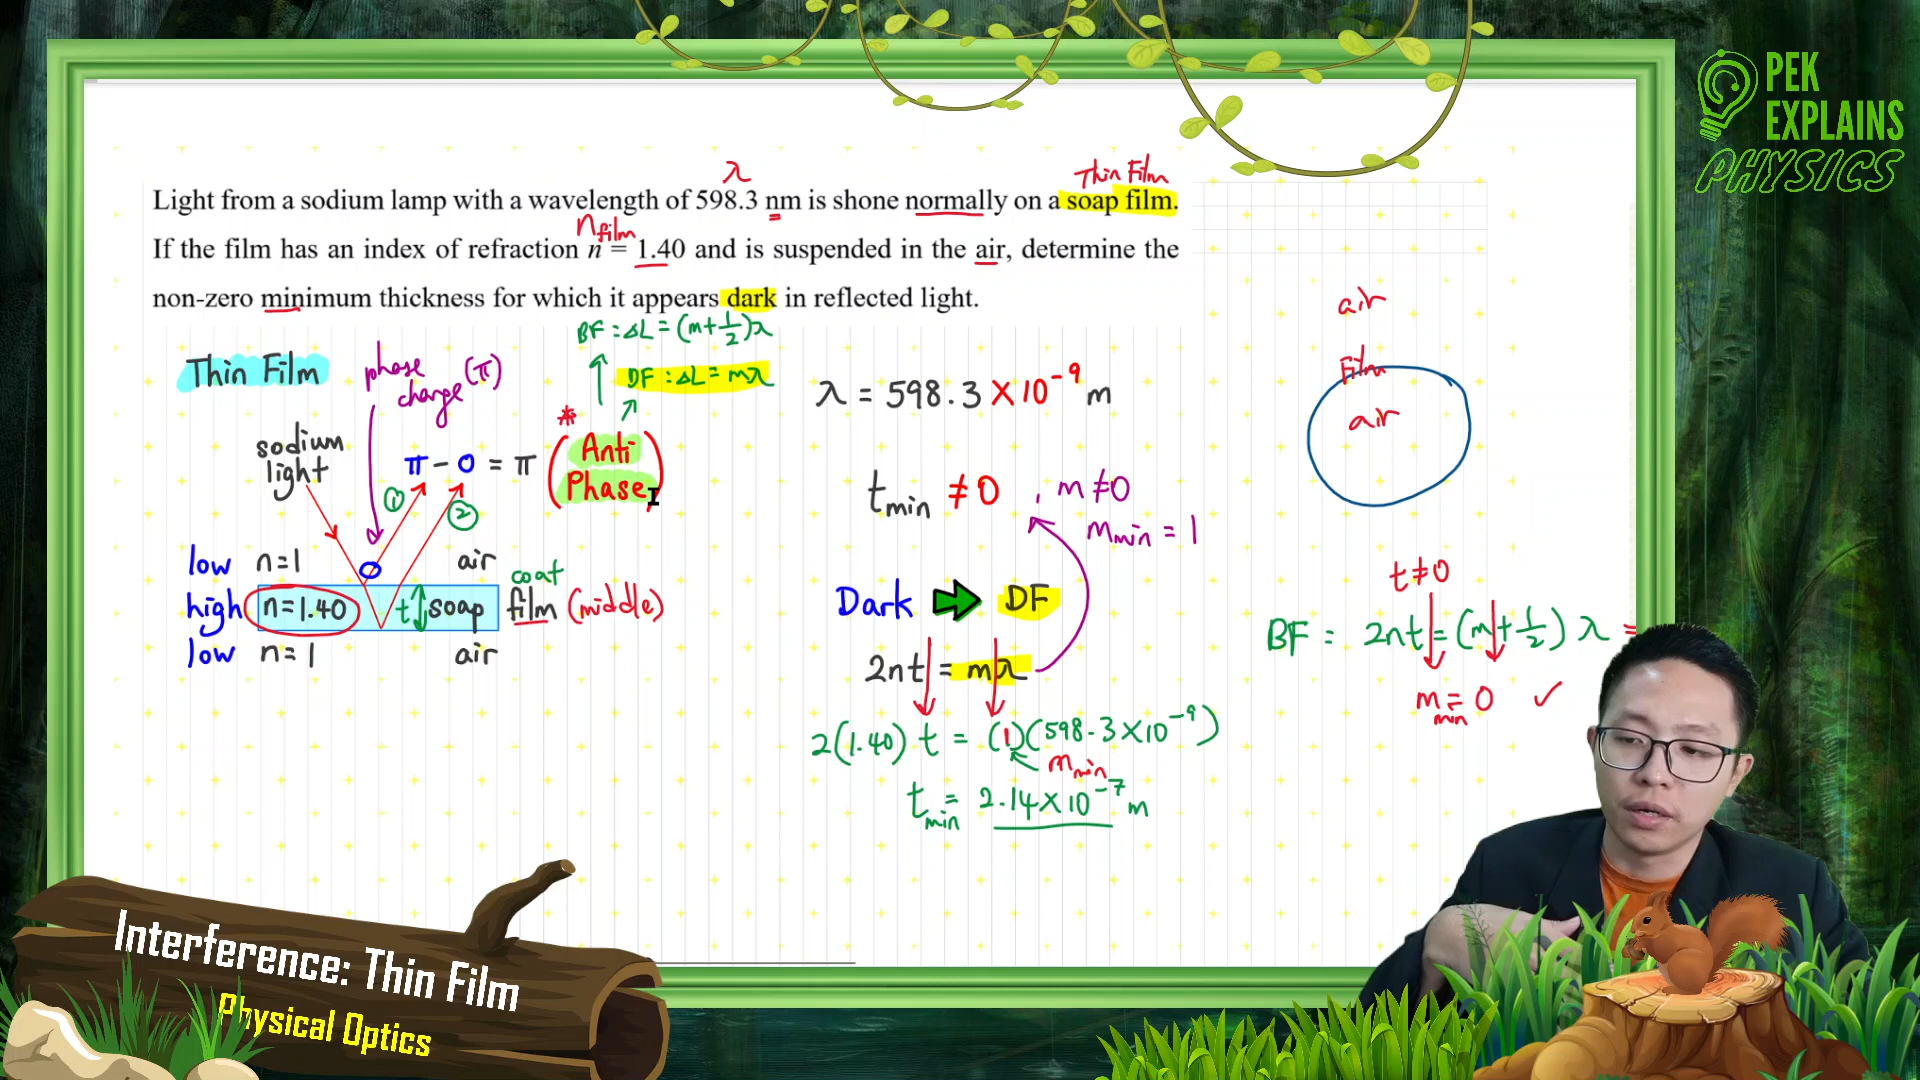 PEK
EXPLAINS
PHYSICS
λ
Thin Film
Light from a sodium lamp with a wavelength of 598.3 nm is shone normally on a soap film.
n film
If the film has an index of refraction n = 1.40 and is suspended in the air, determine the
non-zero minimum thickness for which it appears dark in reflected light.
BF : ΔL = (m+½)λ
DF : ΔL = mλ
Thin Film
phase
change (π)
*
sodium
light
π - 0 = π
(Anti
Phase)
① ②
low n=1 0 air
high n=1.40 t soap film (middle)
coat
low n=1 air
λ = 598.3 × 10⁻⁹ m
t min ≠ 0 , m ≠ 0
m min = 1
Dark DF
2nt = mλ
2(1.40) t = (1)(598.3×10⁻⁹)
m min
t min = 2.14×10⁻⁷ m
air
Film
air
t≠0
BF : 2nt = (m+½) λ =
m min = 0 ✓
Interference: Thin Film
Physical Optics